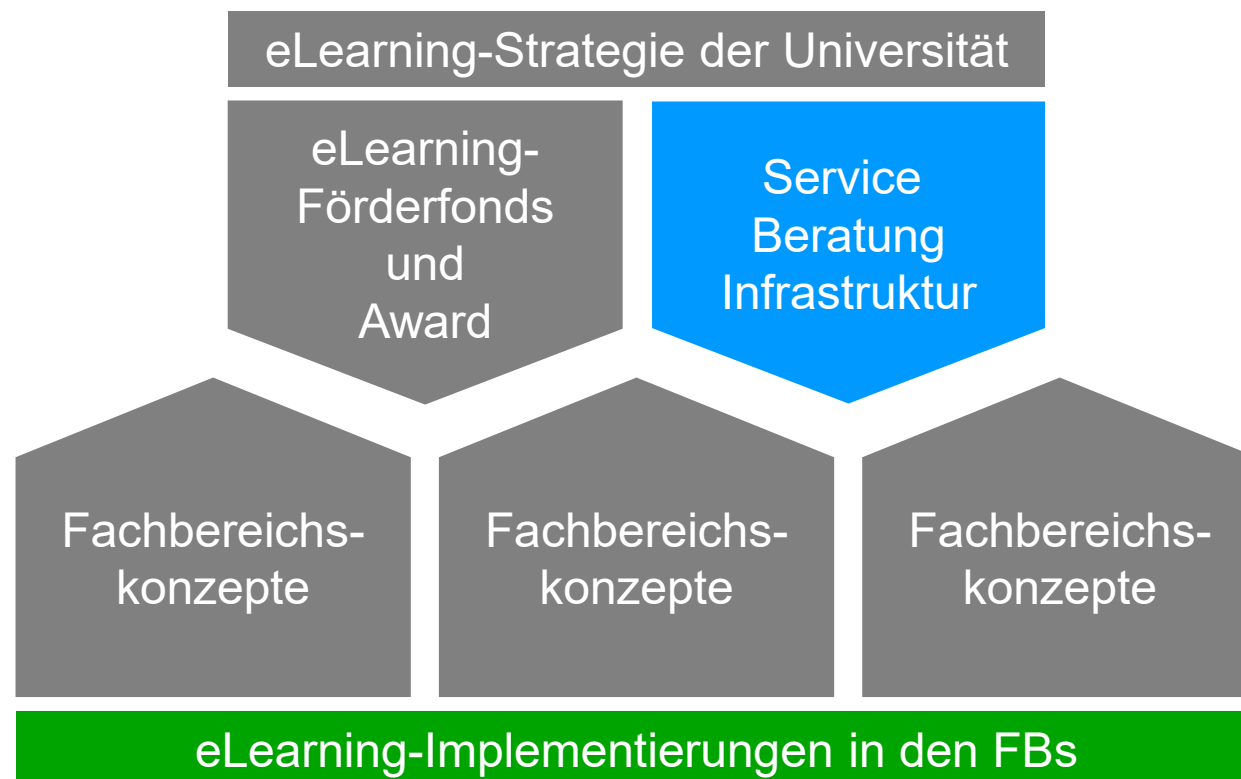 eLearning-Strategie der Universität
eLearning-
Förderfonds
und
Award
Service
Beratung
Infrastruktur
Fachbereichs-
konzepte
Fachbereichs-
konzepte
Fachbereichs-
konzepte
eLearning-Implementierungen in den FBs